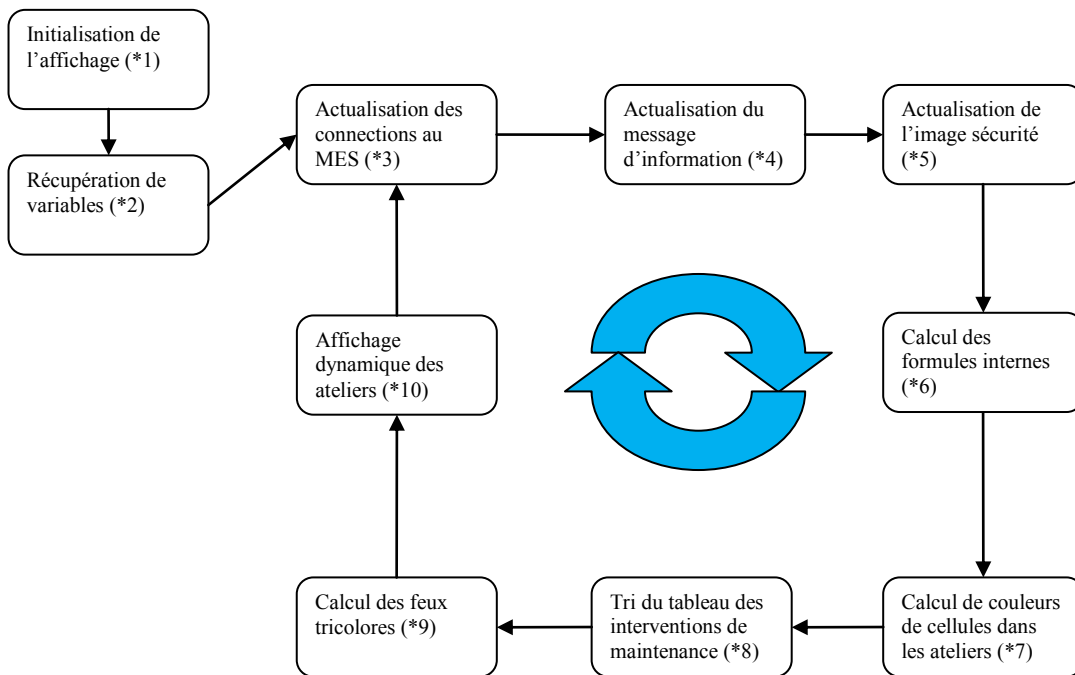 Initialisation de
l’affichage (*1)
Récupération de
variables (*2)
Actualisation des
connections au
MES (*3)
Actualisation du
message
d’information (*4)
Actualisation de
l’image sécurité
(*5)
Calcul des
formules internes
(*6)
Calcul de couleurs
de cellules dans
les ateliers (*7)
Tri du tableau des
interventions de
maintenance (*8)
Calcul des feux
tricolores (*9)
Affichage
dynamique des
ateliers (*10)